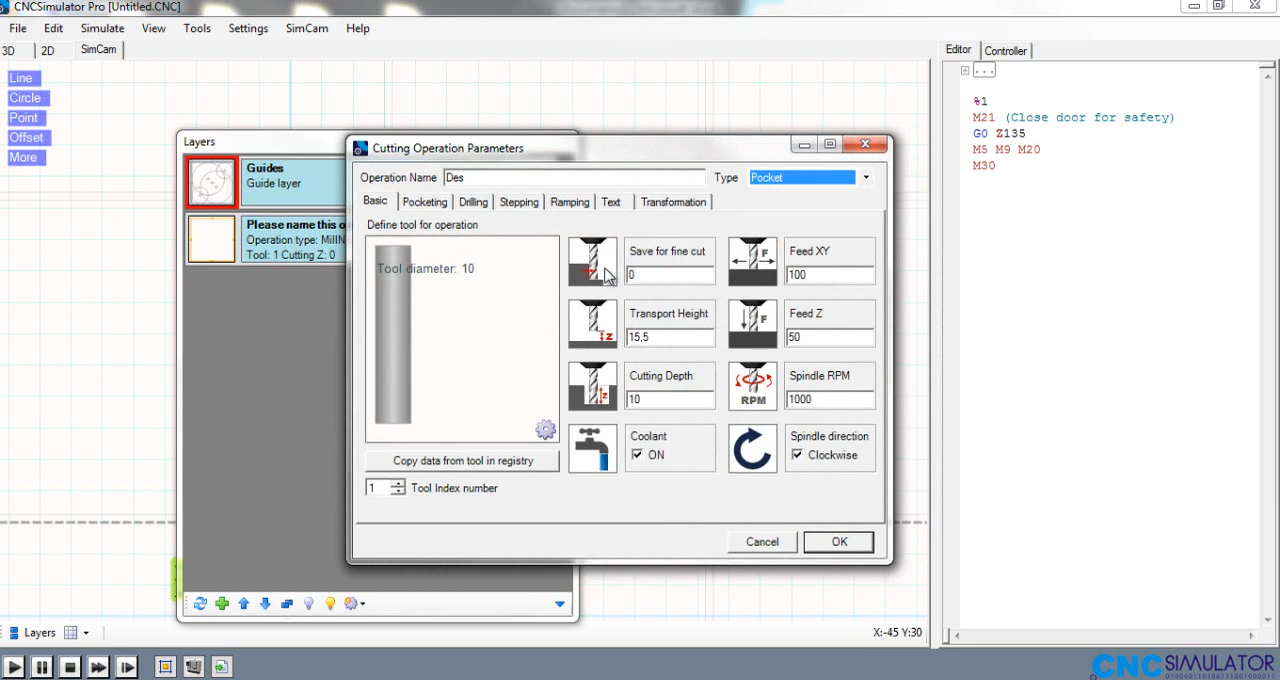 CNCSimulator Pro [Untitled.CNC]
File Edit Simulate View Tools Settings SimCam Help
3D 2D SimCam
Editor Controller
Line
Circle
Point
Offset
More
...
%1
M21 (Close door for safety)
G0 Z135
M5 M9 M20
M30
Layers
Guides
Guide layer
Please name this o
Operation type: MillN
Tool: 1 Cutting Z: 0
Cutting Operation Parameters
Operation Name Des Type Pocket
Basic Pocketing Drilling Stepping Ramping Text Transformation
Define tool for operation
Tool diameter: 10
Save for fine cut
0
Feed XY
100
F
Transport Height
15,5
z
Feed Z
50
F
Cutting Depth
10
z
Spindle RPM
1000
RPM
Coolant
ON
Spindle direction
Clockwise
Copy data from tool in registry
1 Tool Index number
Cancel OK
Layers
X:-45 Y:30
CNCSIMULATOR